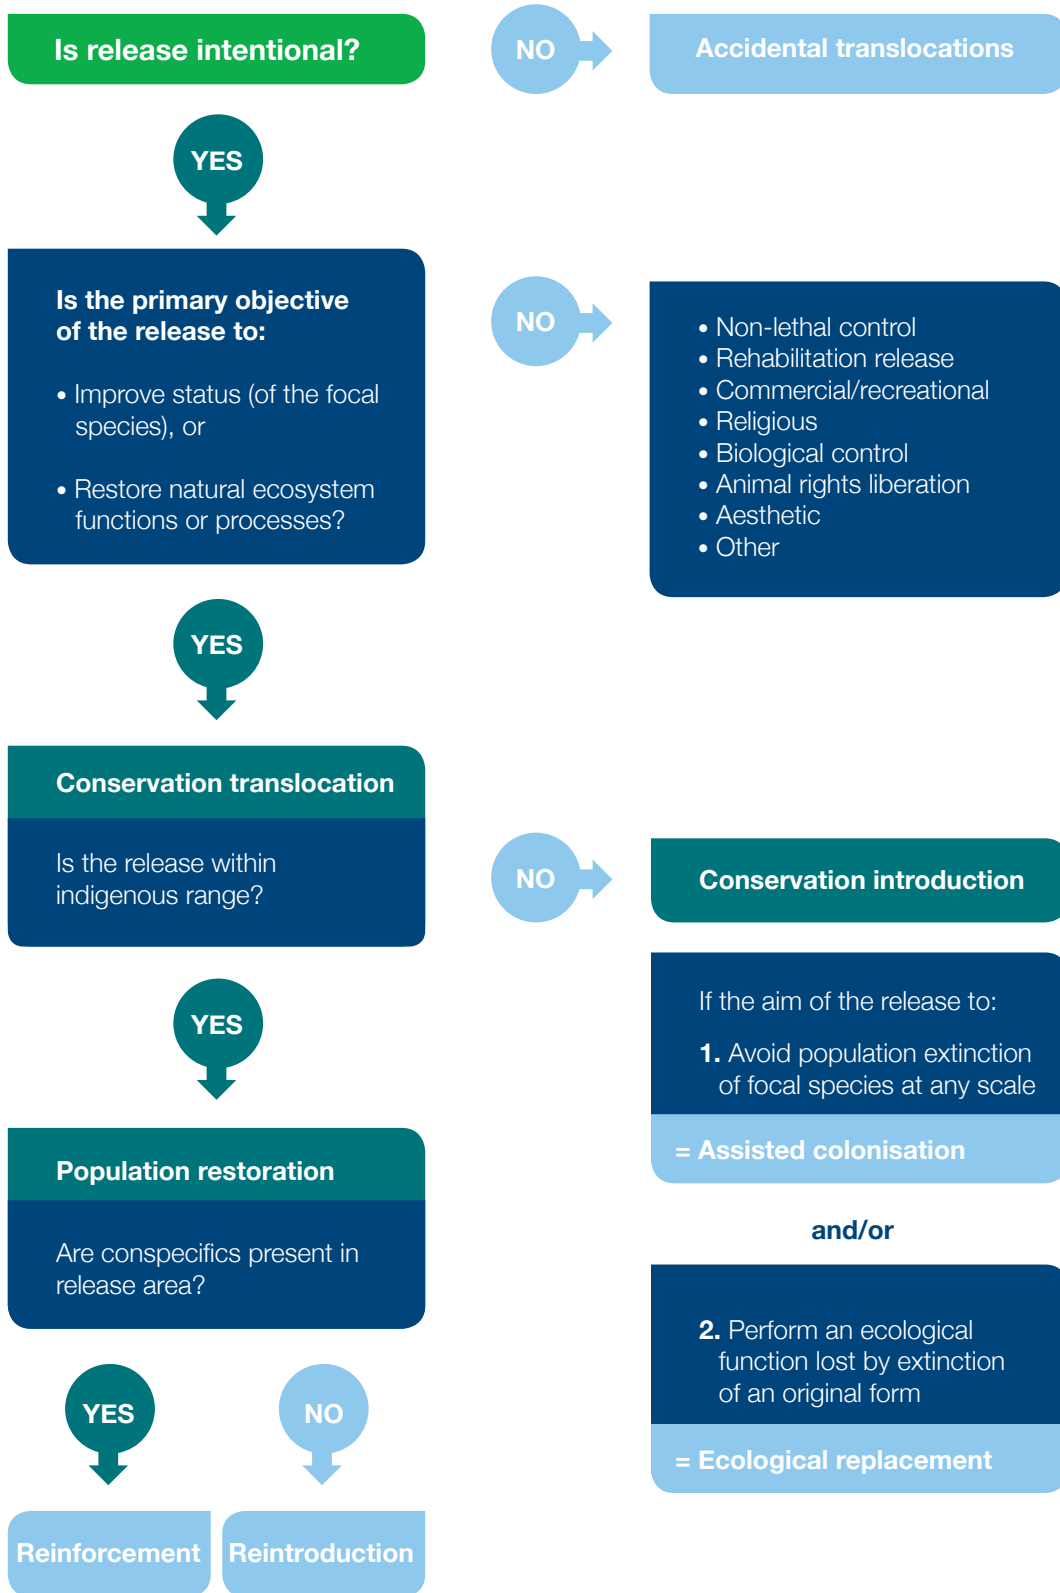 Is release intentional?
NO
Accidental translocations
YES
Is the primary objective
of the release to:
• Improve status (of the focal
species), or
• Restore natural ecosystem
functions or processes?
NO
• Non-lethal control
• Rehabilitation release
• Commercial/recreational
• Religious
• Biological control
• Animal rights liberation
• Aesthetic
• Other
YES
Conservation translocation
Is the release within
indigenous range?
NO
Conservation introduction
If the aim of the release to:
1. Avoid population extinction
of focal species at any scale
= Assisted colonisation
and/or
2. Perform an ecological
function lost by extinction
of an original form
= Ecological replacement
YES
Population restoration
Are conspecifics present in
release area?
YES
NO
Reinforcement
Reintroduction